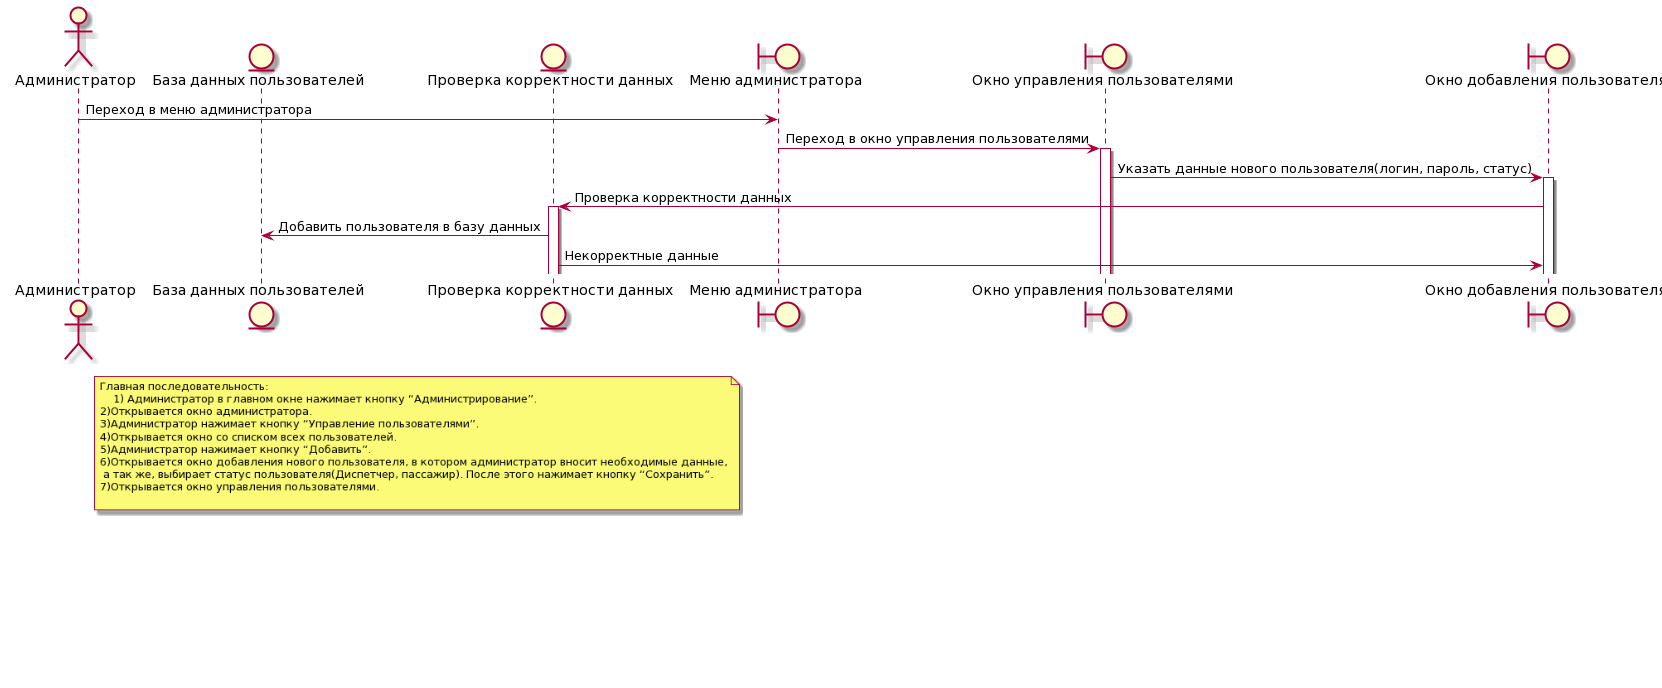 Администратор
База данных пользователей
Проверка корректности данных
Меню администратора
Окно управления пользователями
Окно добавления пользователя
Переход в меню администратора
Переход в окно управления пользователями
Указать данные нового пользователя(логин, пароль, статус)
Проверка корректности данных
Добавить пользователя в базу данных
Некорректные данные
Администратор
База данных пользователей
Проверка корректности данных
Меню администратора
Окно управления пользователями
Окно добавления пользователя
Главная последовательность:
1) Администратор в главном окне нажимает кнопку “Администрирование”.
2)Открывается окно администратора.
3)Администратор нажимает кнопку “Управление пользователями”.
4)Открывается окно со списком всех пользователей.
5)Администратор нажимает кнопку “Добавить”.
6)Открывается окно добавления нового пользователя, в котором администратор вносит необходимые данные,
а так же, выбирает статус пользователя(Диспетчер, пассажир). После этого нажимает кнопку “Сохранить”.
7)Открывается окно управления пользователями.